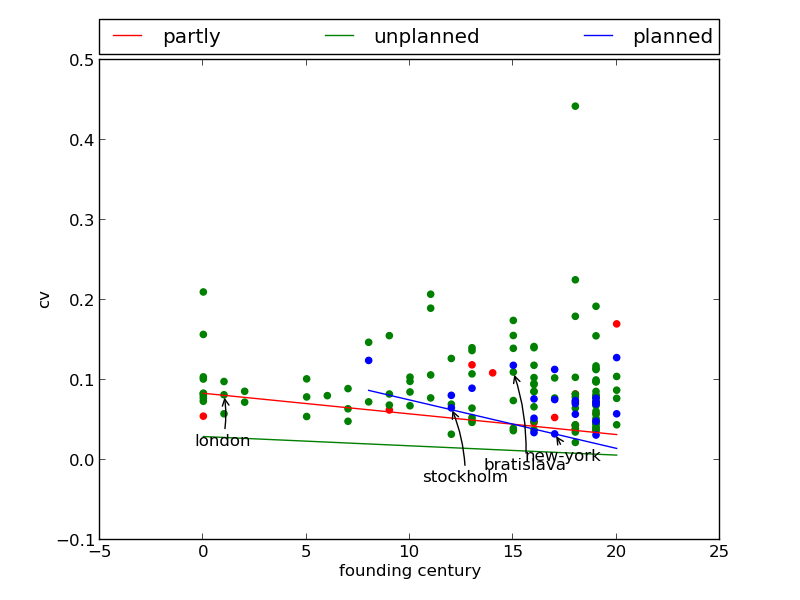 partly unplanned planned
0.5
0.4
0.3
0.2
0.1
0.0
−0.1
cv
london
stockholm
bratislava
new-york
−5 0 5 10 15 20 25
founding century